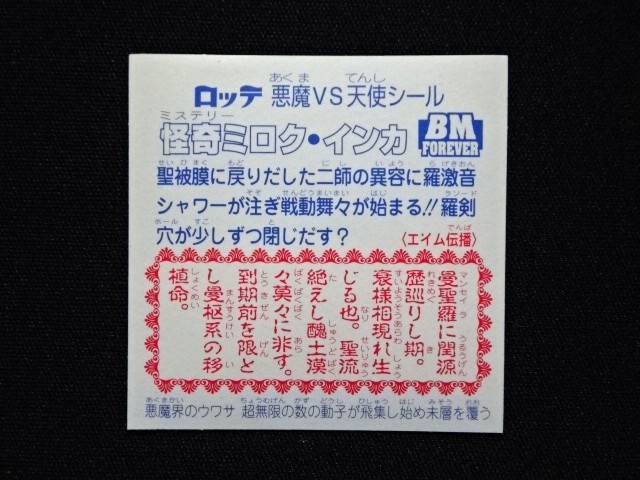 ロッテ 悪魔VS天使シール
怪奇ミロク・インカ BM FOREVER
聖被膜に戻りだした二師の異容に羅激音
シャワーが注ぎ戦動舞々が始まる!!羅剣
穴が少しずつ閉じだす? 〈エイム伝播〉
曼聖羅に閏源
歴巡りし期。
衰様相現れ生
じる也。聖流
絶えし醜土漠
々莫々に非ず。
到期前を限と
し曼枢系の移
植命。
悪魔界のウワサ 超無限の数の動子が飛集し始め未層を覆う